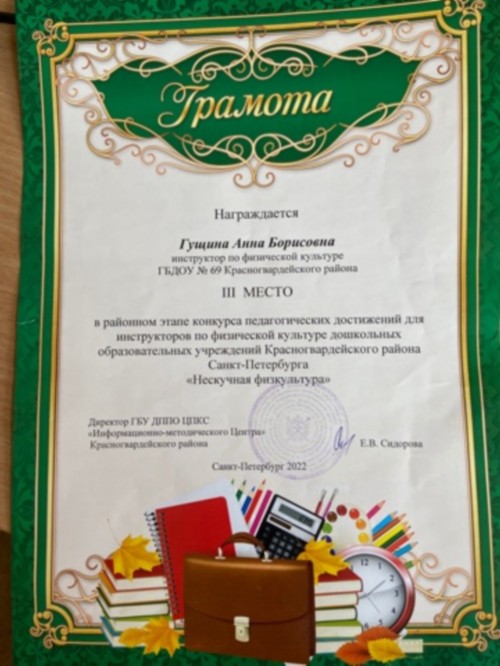 Грамота
Награждается
Гущина Анна Борисовна
инструктор по физической культуре
ГБДОУ № 69 Красногвардейского района
III МЕСТО
в районном этапе конкурса педагогических достижений для
инструкторов по физической культуре дошкольных
образовательных учреждений Красногвардейского района
Санкт-Петербурга
«Нескучная физкультура»
Директор ГБУ ДППО ЦПКС
«Информационно-методического Центра»
Красногвардейского района
Е.В. Сидорова
Санкт-Петербург 2022